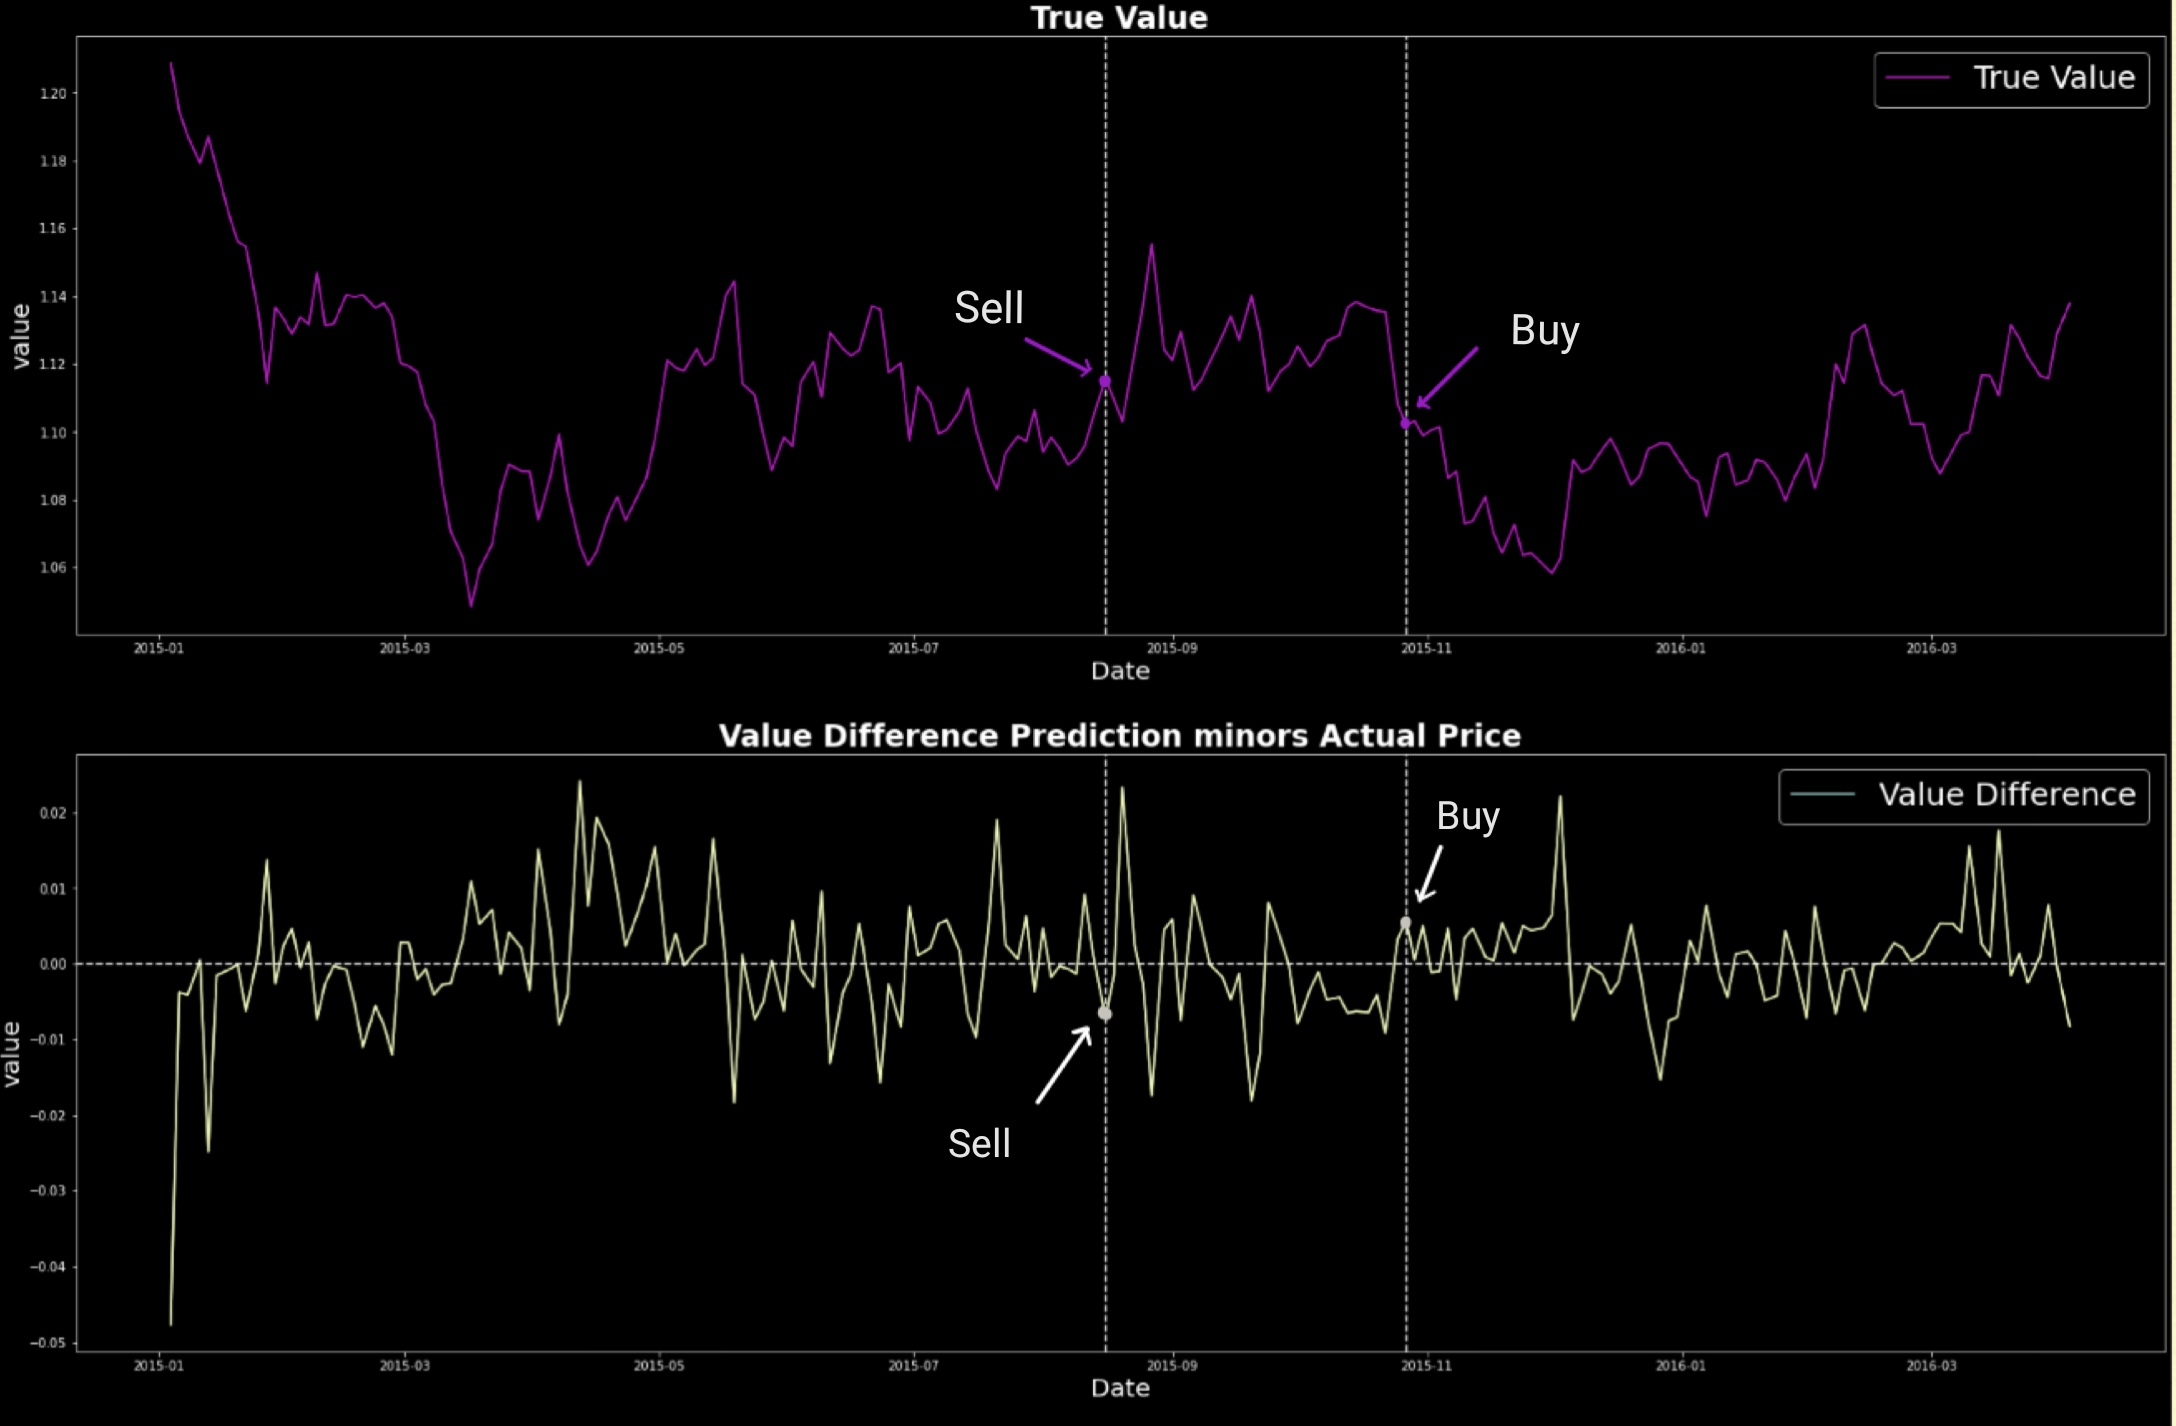 True Value
True Value
1.20
1.18
1.16
1.14
1.12
1.10
1.08
1.06
value
Sell
Buy
2015-01 2015-03 2015-05 2015-07 2015-09 2015-11 2016-01 2016-03
Date
Value Difference Prediction minors Actual Price
Value Difference
0.02
0.01
0.00
−0.01
−0.02
−0.03
−0.04
−0.05
value
Buy
Sell
2015-01 2015-03 2015-05 2015-07 2015-09 2015-11 2016-01 2016-03
Date